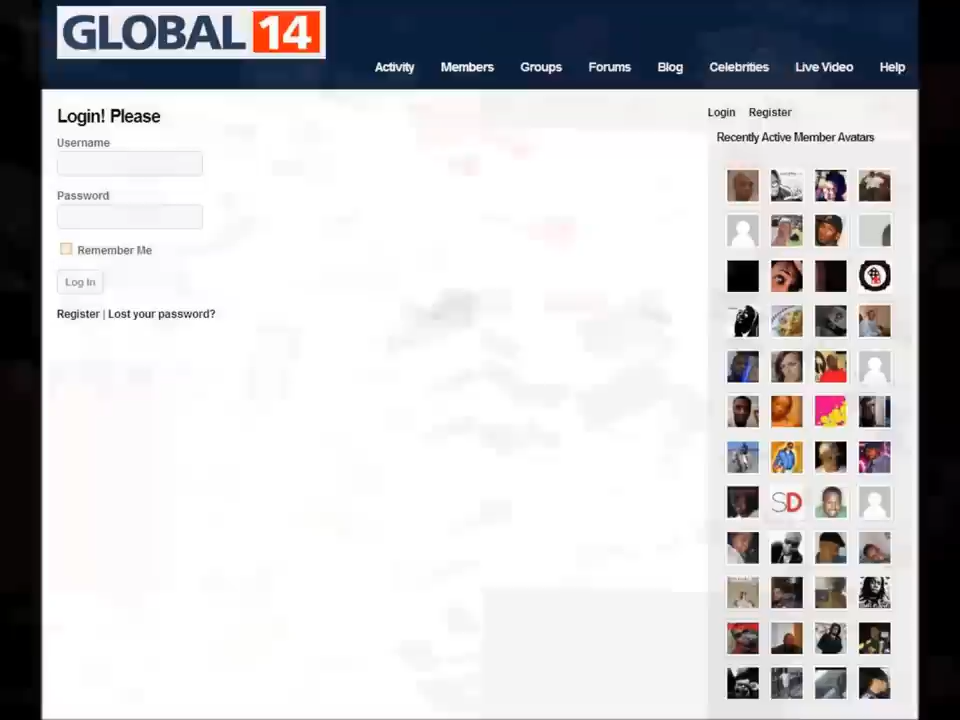 GLOBAL 14
Activity Members Groups Forums Blog Celebrities Live Video Help
Login! Please
Username
Password
Remember Me
Log In
Register | Lost your password?
Login Register
Recently Active Member Avatars
SD